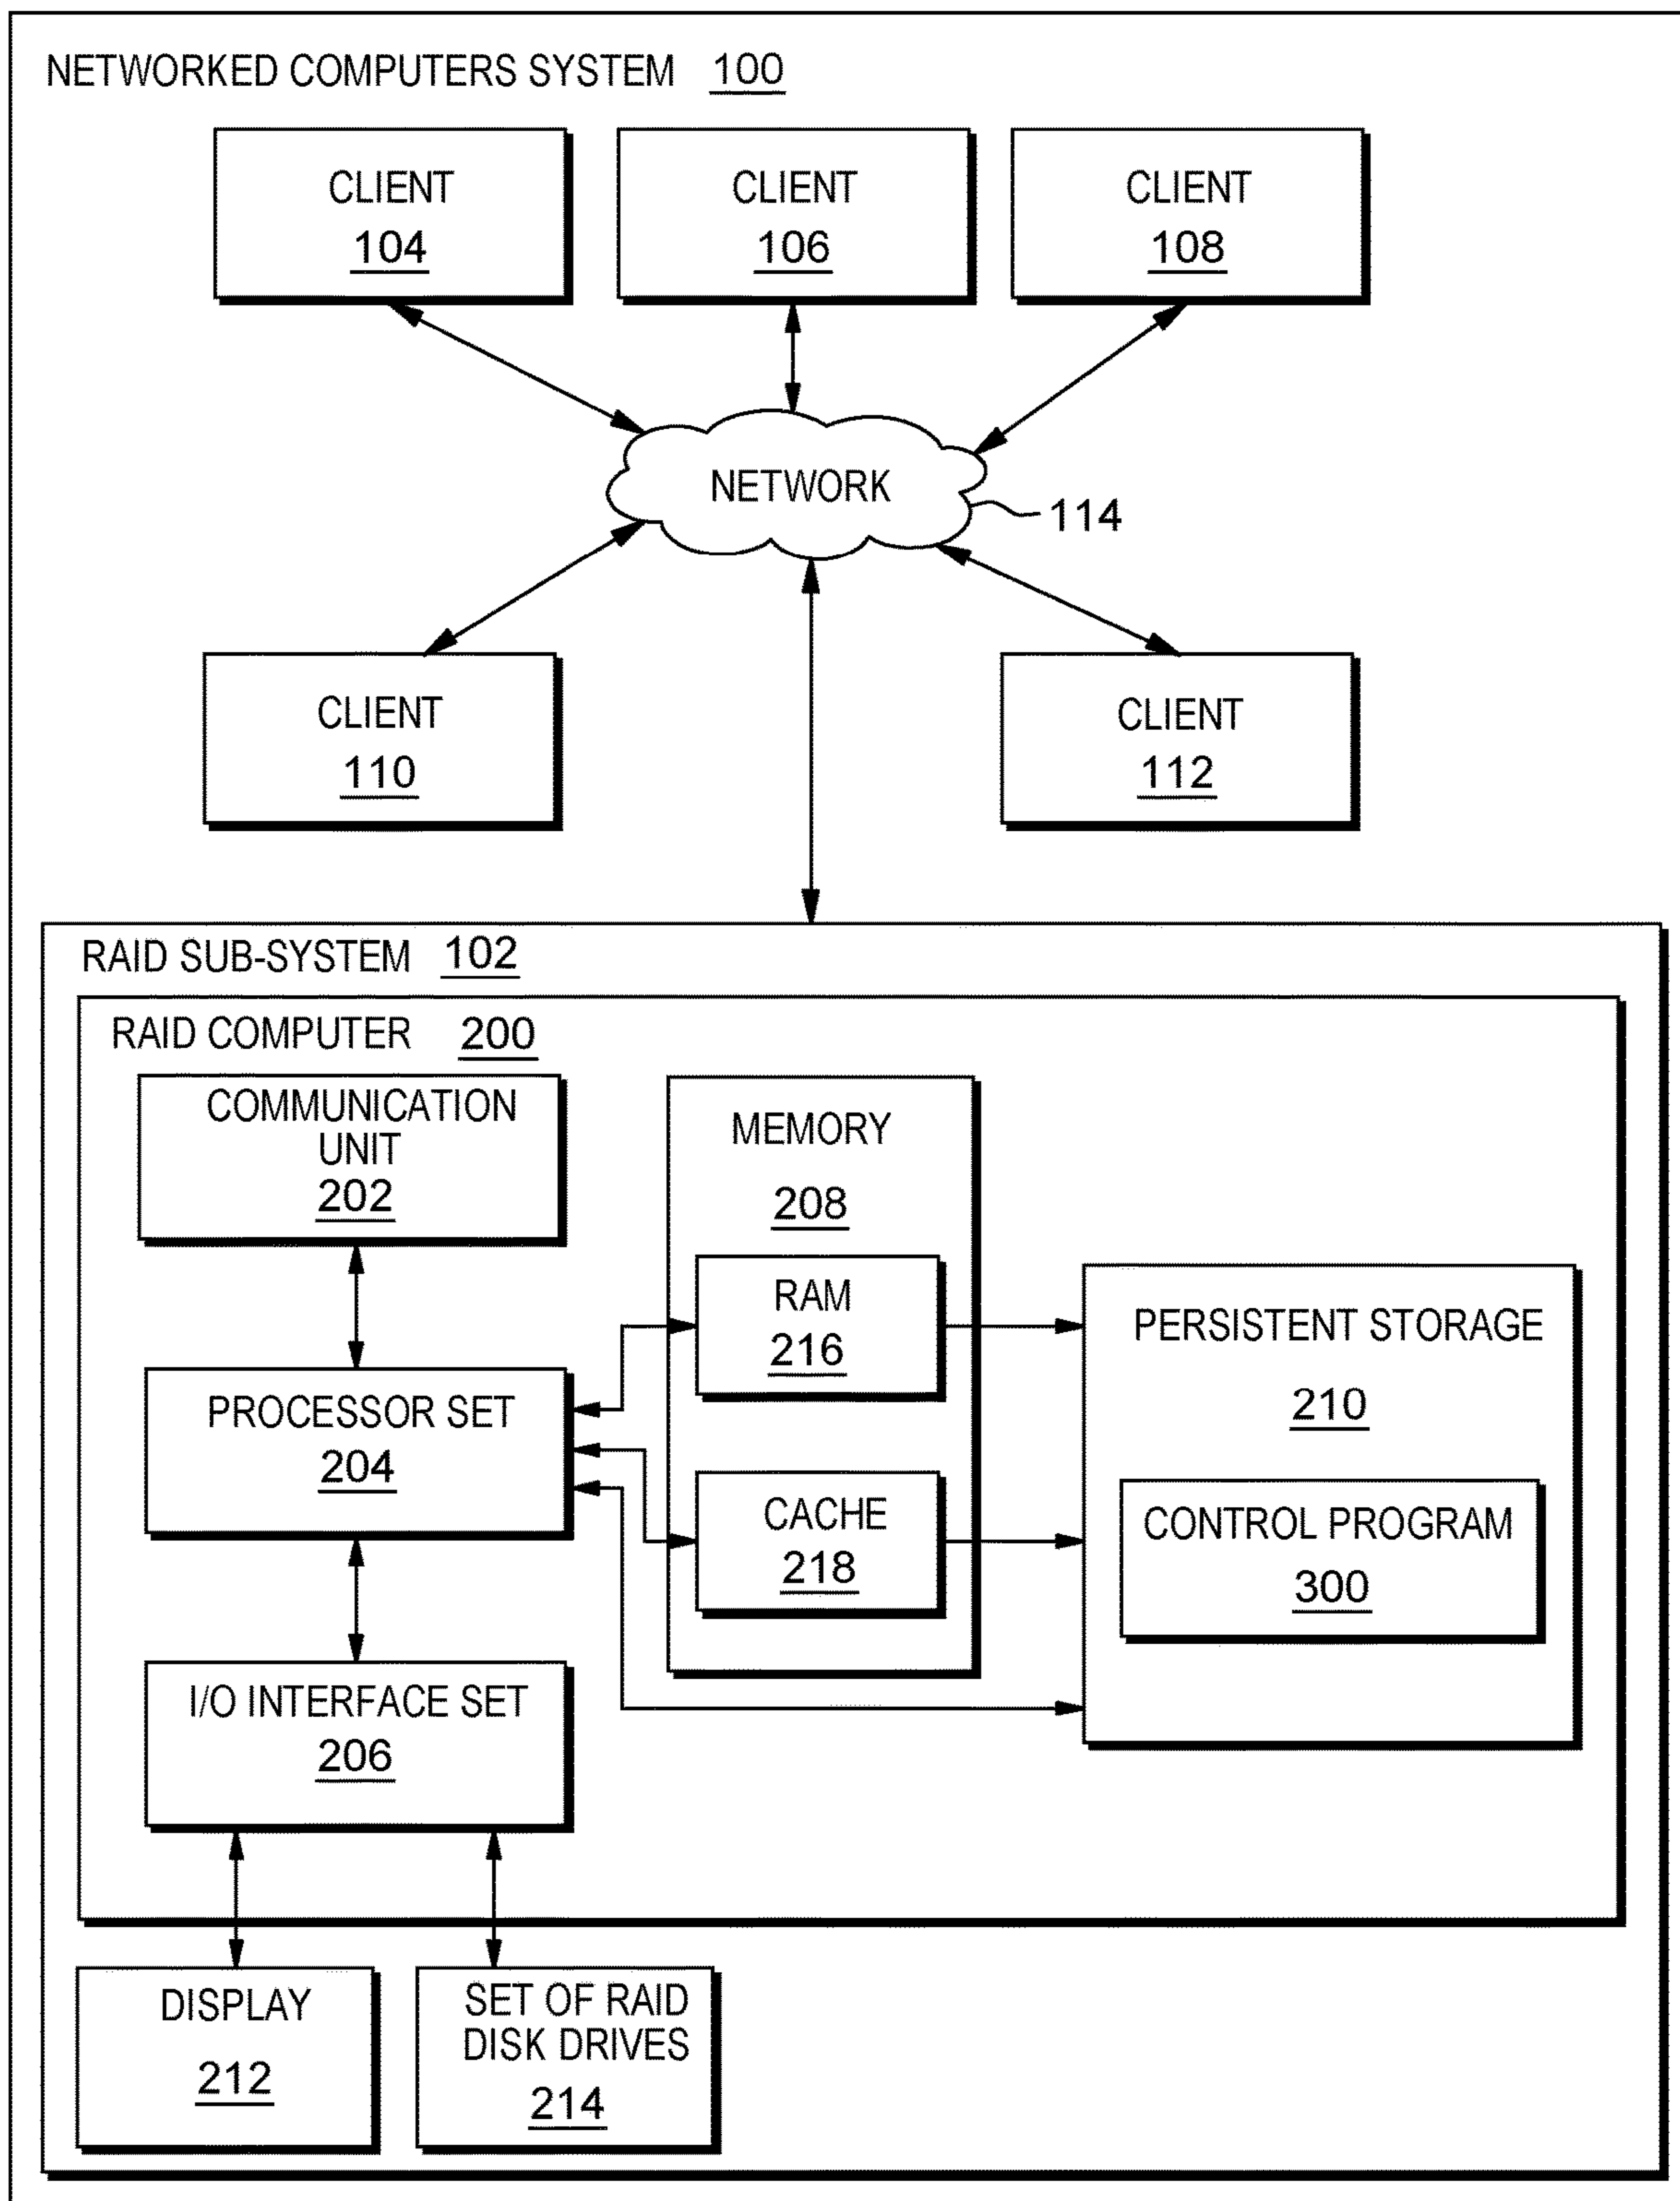 NETWORKED COMPUTERS SYSTEM 100
CLIENT
104
CLIENT
106
CLIENT
108
NETWORK
114
CLIENT
110
CLIENT
112
RAID SUB-SYSTEM 102
RAID COMPUTER 200
COMMUNICATION
UNIT
202
MEMORY
208
RAM
216
PERSISTENT STORAGE
210
PROCESSOR SET
204
CACHE
218
CONTROL PROGRAM
300
I/O INTERFACE SET
206
DISPLAY
212
SET OF RAID
DISK DRIVES
214